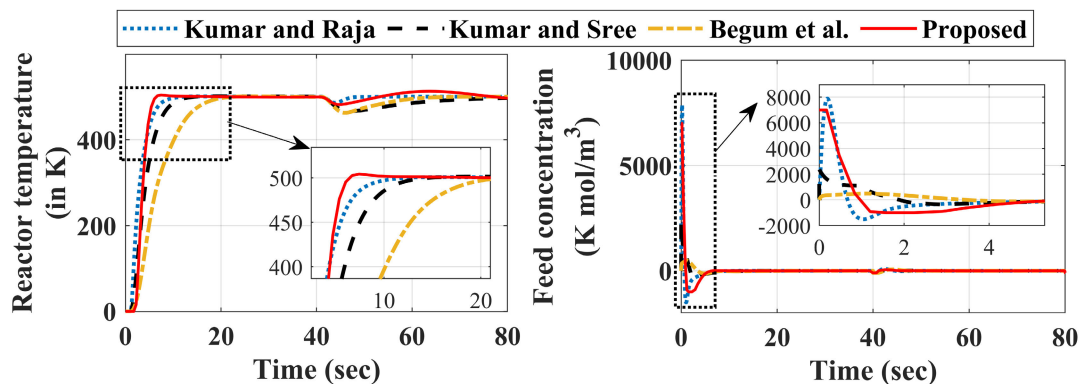 Kumar and Raja Kumar and Sree Begum et al. Proposed
Reactor temperature
(in K)
400
200
0
0 20 40 60 80
Time (sec)
500
450
400
10 20
Feed concentration
(K mol/m³)
10000
5000
0
0 20 40 60 80
Time (sec)
8000
6000
4000
2000
0
-2000
0 2 4